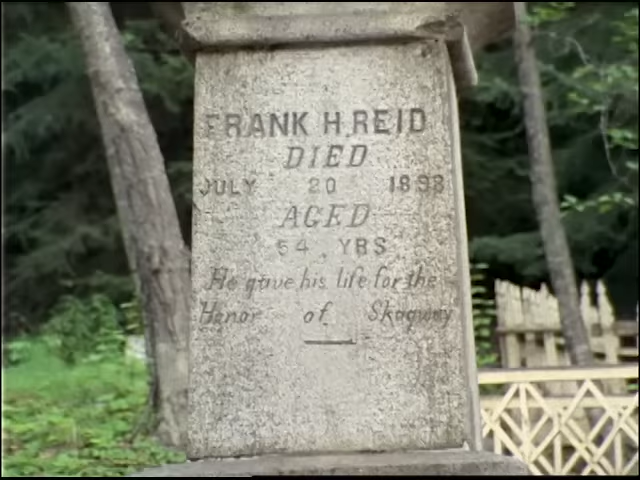 FRANK H. REID
DIED
JULY 20 1898
AGED
54 YRS
He gave his life for the
Honor of Skagway